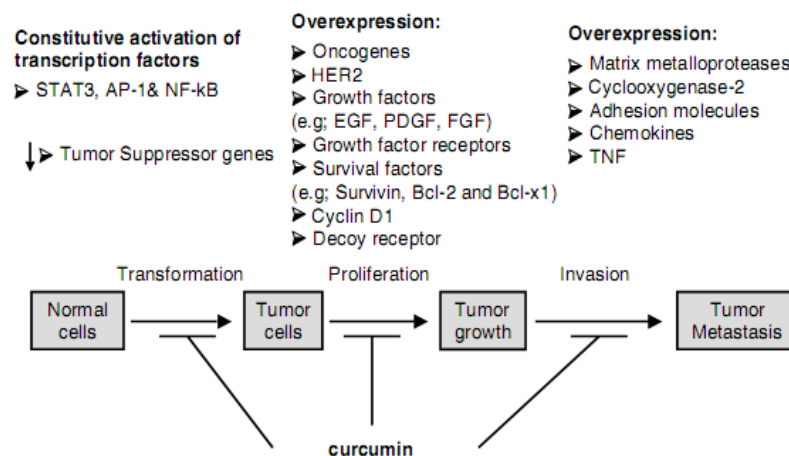 Constitutive activation of
transcription factors
➢ STAT3, AP-1& NF-kB
↓➢ Tumor Suppressor genes
Overexpression:
➢ Oncogenes
➢ HER2
➢ Growth factors
(e.g; EGF, PDGF, FGF)
➢ Growth factor receptors
➢ Survival factors
(e.g; Survivin, Bcl-2 and Bcl-x1)
➢ Cyclin D1
➢ Decoy receptor
Overexpression:
➢ Matrix metalloproteases
➢ Cyclooxygenase-2
➢ Adhesion molecules
➢ Chemokines
➢ TNF
Transformation
Proliferation
Invasion
Normal
cells
Tumor
cells
Tumor
growth
Tumor
Metastasis
curcumin